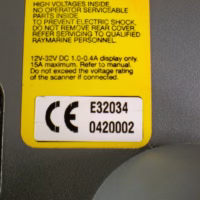 HIGH VOLTAGES INSIDE
NO OPERATOR SERVICEABLE
PARTS INSIDE
TO PREVENT ELECTRIC SHOCK.
DO NOT REMOVE REAR COVER
REFER SERVICING TO QUALIFIED
RAYMARINE PERSONNEL.
12V-32V DC 1.0-0.4A display only.
15A maximum. Refer to manual.
Do not exceed the voltage rating
of the scanner if connected.
CE E32034
0420002